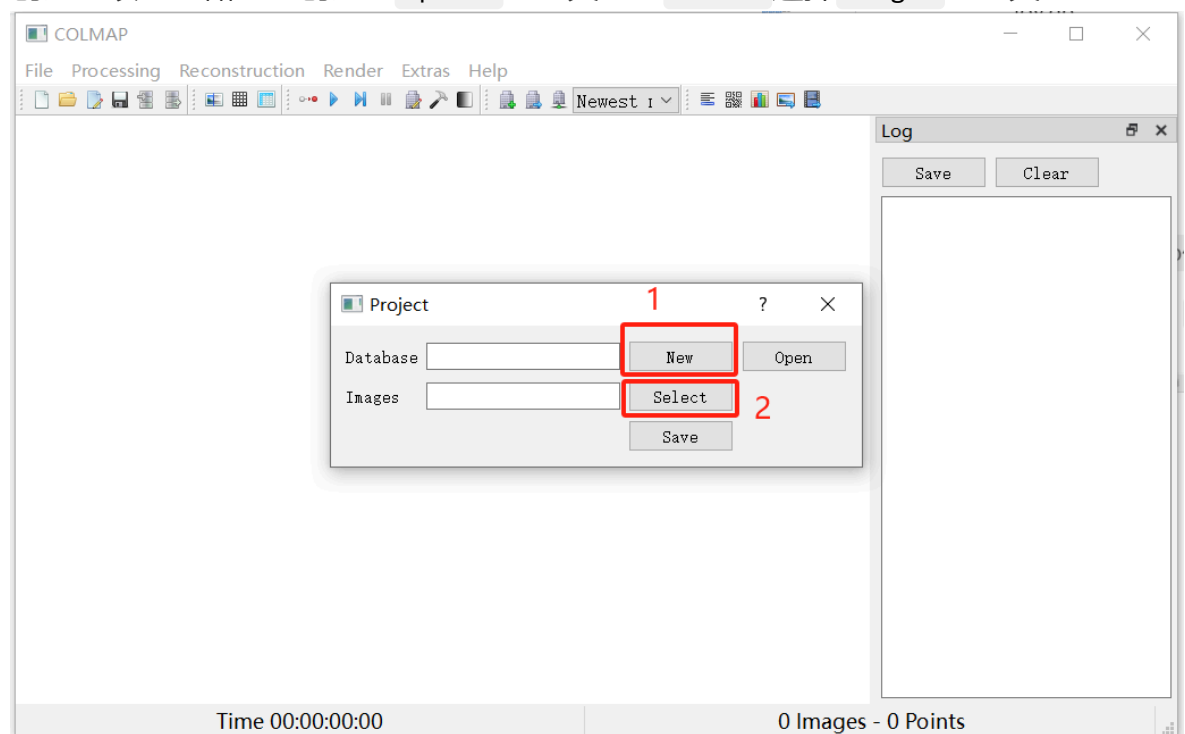 COLMAP
File Processing Reconstruction Render Extras Help
Newest I
Log
Save Clear
Project 1 ?
Database New Open
Images Select 2
Save
Time 00:00:00:00 0 Images - 0 Points